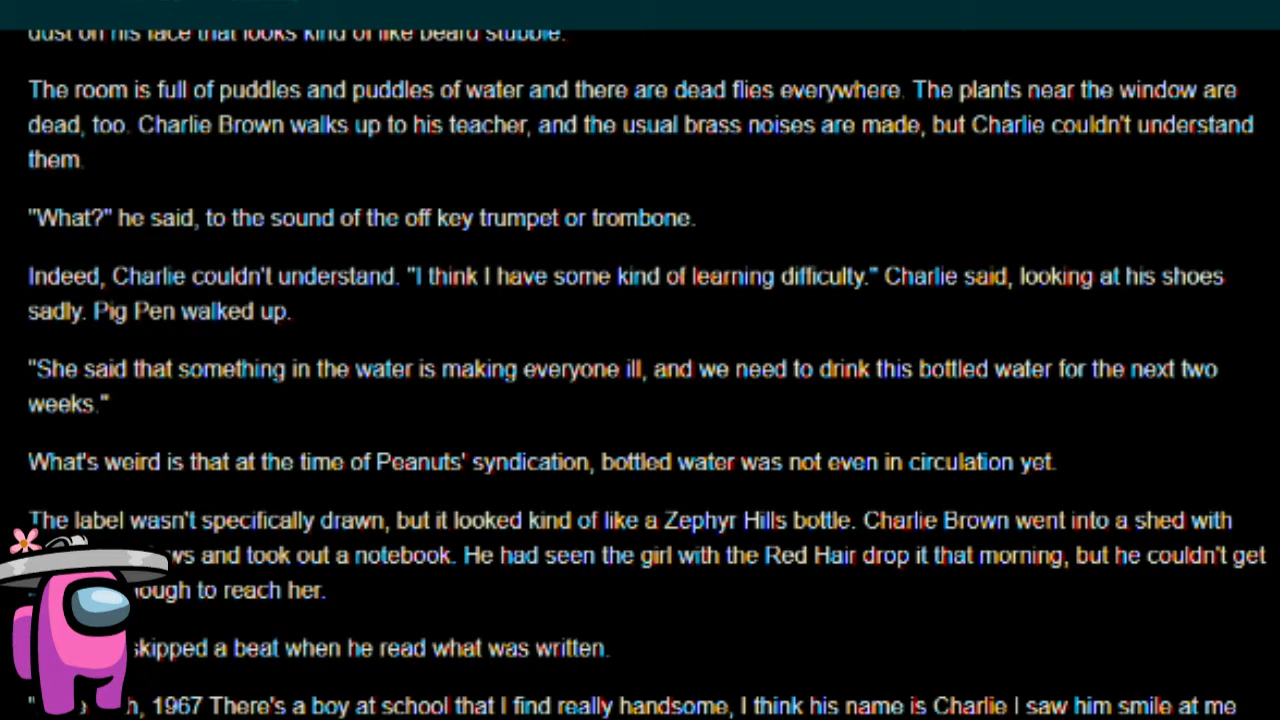 dust on his face that looks kind of like beard stubble.
The room is full of puddles and puddles of water and there are dead flies everywhere. The plants near the window are
dead, too. Charlie Brown walks up to his teacher, and the usual brass noises are made, but Charlie couldn't understand
them.
"What?" he said, to the sound of the off key trumpet or trombone.
Indeed, Charlie couldn't understand. "I think I have some kind of learning difficulty." Charlie said, looking at his shoes
sadly. Pig Pen walked up.
"She said that something in the water is making everyone ill, and we need to drink this bottled water for the next two
weeks."
What's weird is that at the time of Peanuts' syndication, bottled water was not even in circulation yet.
The label wasn't specifically drawn, but it looked kind of like a Zephyr Hills bottle. Charlie Brown went into a shed with
and took out a notebook. He had seen the girl with the Red Hair drop it that morning, but he couldn't get
to reach her.
skipped a beat when he read what was written.
1967 There's a boy at school that I find really handsome, I think his name is Charlie I saw him smile at me